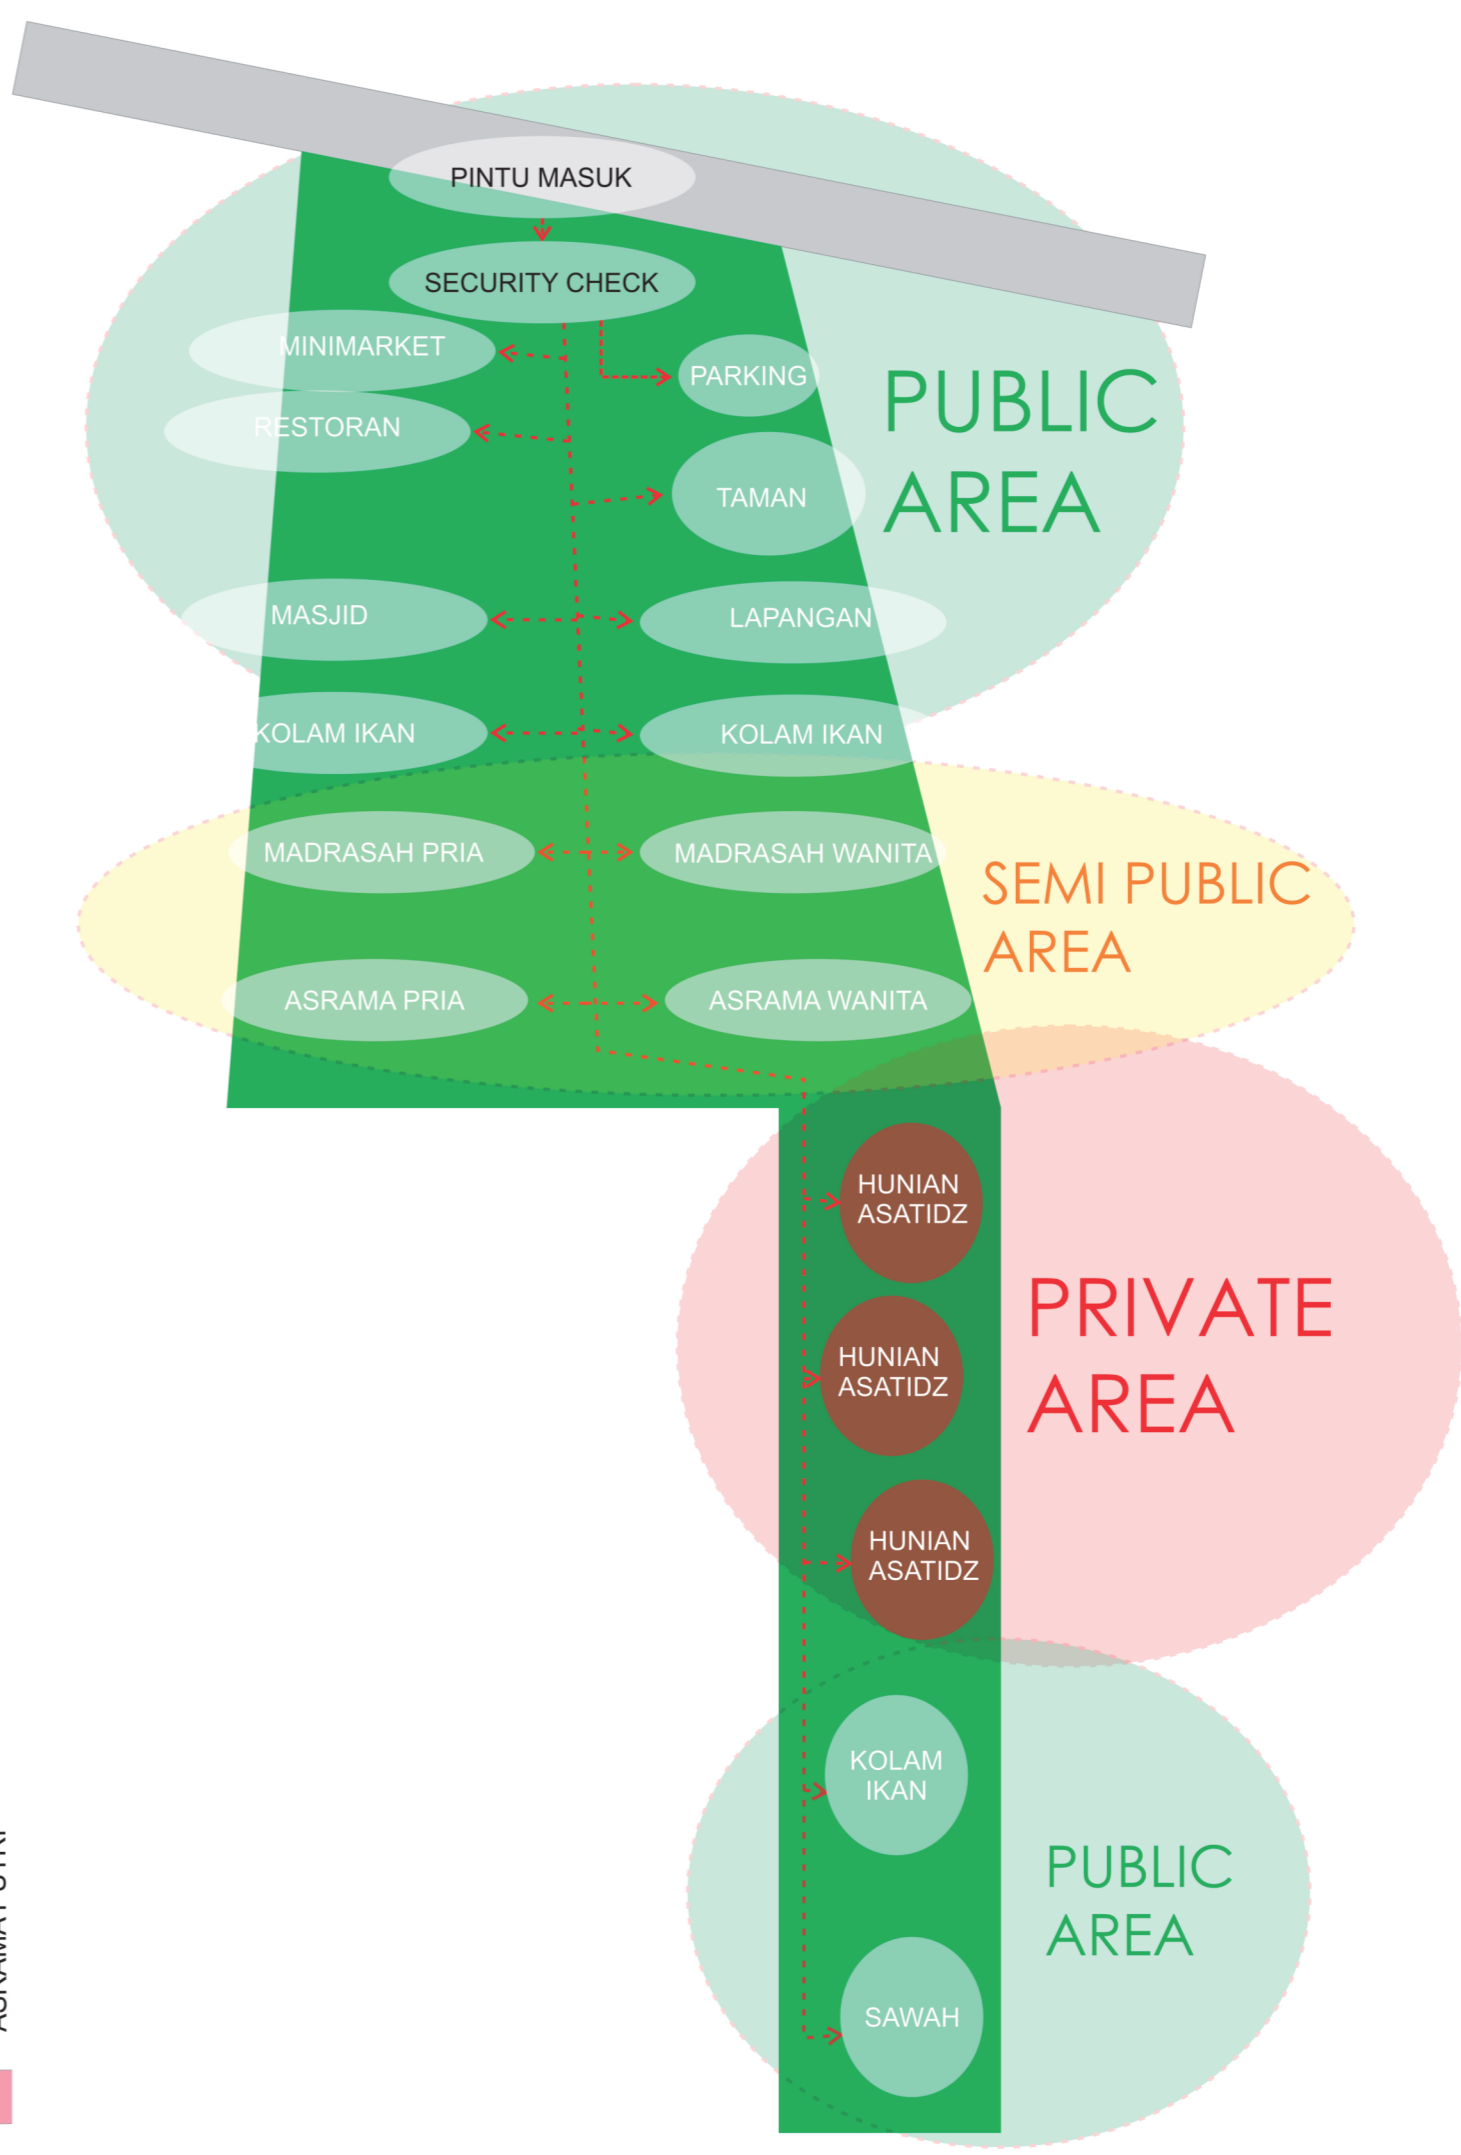 PINTU MASUK
SECURITY CHECK
MINIMARKET
PARKING
RESTORAN
TAMAN
PUBLIC
AREA
MASJID
LAPANGAN
KOLAM IKAN
KOLAM IKAN
MADRASAH PRIA
MADRASAH WANITA
SEMI PUBLIC
AREA
ASRAMA PRIA
ASRAMA WANITA
HUNIAN
ASATIDZ
HUNIAN
ASATIDZ
PRIVATE
AREA
HUNIAN
ASATIDZ
KOLAM
IKAN
PUBLIC
AREA
SAWAH